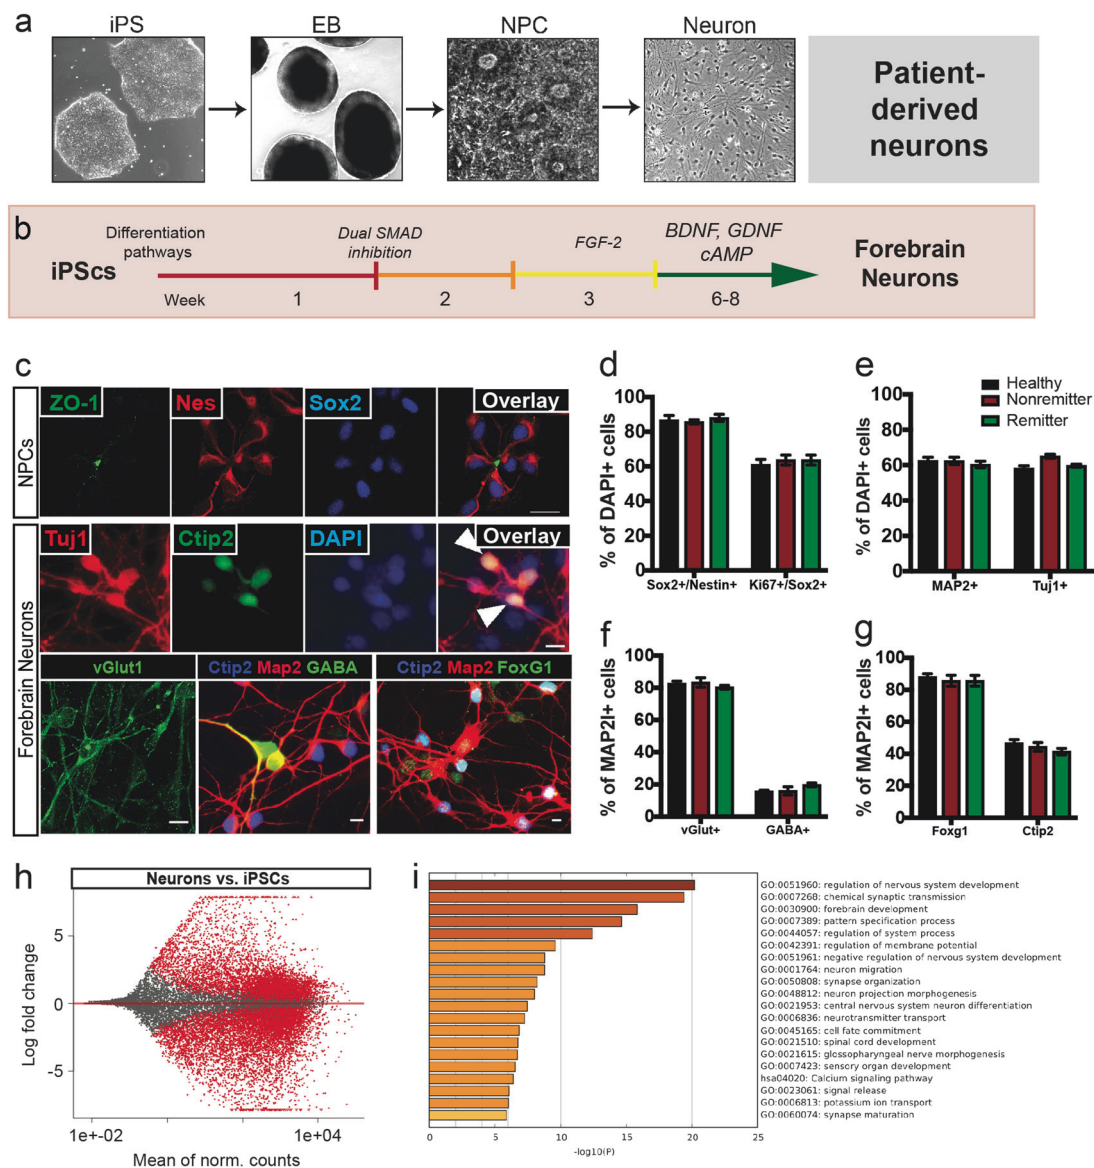 a
iPS
EB
NPC
Neuron
Patient-
derived
neurons
b
Differentiation
pathways
iPScs
Dual SMAD
inhibition
FGF-2
BDNF, GDNF
cAMP
Forebrain
Neurons
Week
1
2
3
6-8
c
NPCs
ZO-1
Nes
Sox2
Overlay
Forebrain Neurons
Tuj1
Ctip2
DAPI
Overlay
vGlut1
Ctip2 Map2 GABA
Ctip2 Map2 FoxG1
d
% of DAPI+ cells
100
80
60
40
20
0
Sox2+/Nestin+
Ki67+/Sox2+
e
Healthy
Nonremitter
Remitter
% of DAPI+ cells
100
80
60
40
20
0
MAP2+
Tuj1+
f
% of MAP2I+ cells
100
80
60
40
20
0
vGlut+
GABA+
g
% of MAP2I+ cells
100
80
60
40
20
0
Foxg1
Ctip2
h
Neurons vs. iPSCs
Log fold change
5
0
-5
1e+-02
1e+04
Mean of norm. counts
i
GO:0051960: regulation of nervous system development
GO:0007268: chemical synaptic transmission
GO:0030900: forebrain development
GO:0007389: pattern specification process
GO:0044057: regulation of system process
GO:0042391: regulation of membrane potential
GO:0051961: negative regulation of nervous system development
GO:0001764: neuron migration
GO:0050808: synapse organization
GO:0048812: neuron projection morphogenesis
GO:0021953: central nervous system neuron differentiation
GO:0006836: neurotransmitter transport
GO:0045165: cell fate commitment
GO:0021510: spinal cord development
GO:0021615: glossopharyngeal nerve morphogenesis
GO:0007423: sensory organ development
hsa04020: Calcium signaling pathway
GO:0023061: signal release
GO:0006813: potassium ion transport
GO:0060074: synapse maturation
0
5
10
15
20
25
-log10(P)